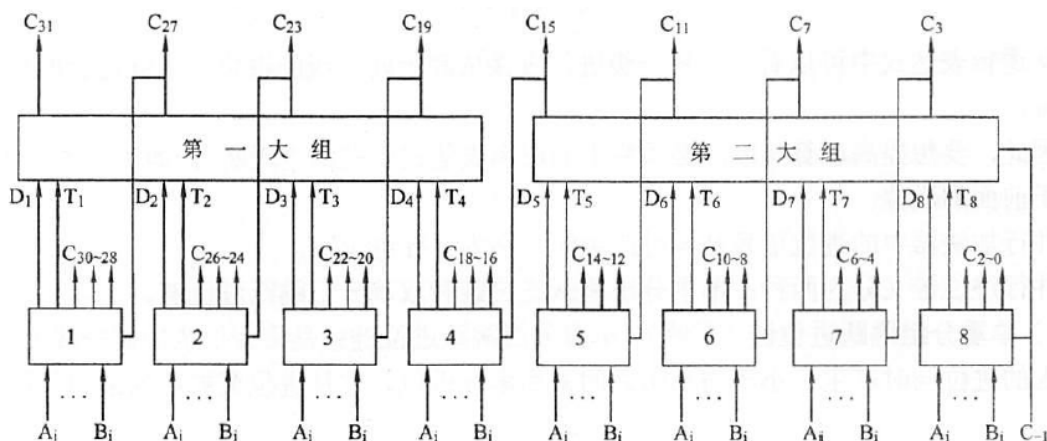 C₃₁ C₂₇ C₂₃ C₁₉ C₁₅ C₁₁ C₇ C₃
第一大组 第二大组
D₁ T₁ D₂ T₂ D₃ T₃ D₄ T₄ D₅ T₅ D₆ T₆ D₇ T₇ D₈ T₈
C₃₀~₂₈ C₂₆~₂₄ C₂₂~₂₀ C₁₈~₁₆ C₁₄~₁₂ C₁₀~₈ C₆~₄ C₂~₀
1 2 3 4 5 6 7 8
... ... ... ... ... ... ... ...
Aᵢ Bᵢ Aᵢ Bᵢ Aᵢ Bᵢ Aᵢ Bᵢ Aᵢ Bᵢ Aᵢ Bᵢ Aᵢ Bᵢ Aᵢ Bᵢ C₋₁